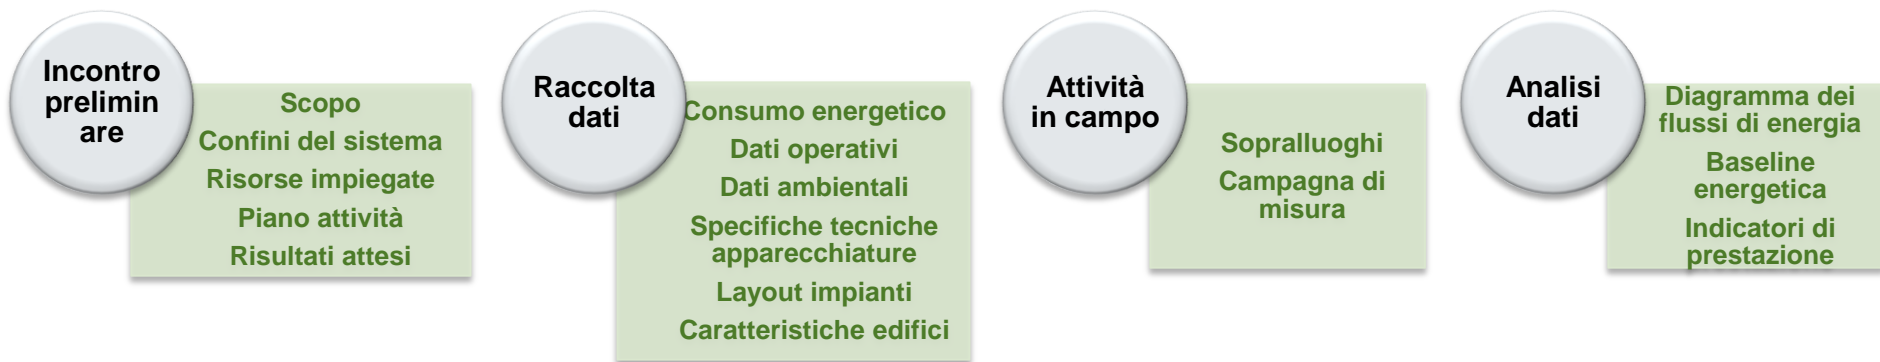 Incontro
prelimin
are
Scopo
Confini del sistema
Risorse impiegate
Piano attività
Risultati attesi
Raccolta
dati
Consumo energetico
Dati operativi
Dati ambientali
Specifiche tecniche
apparecchiature
Layout impianti
Caratteristiche edifici
Attività
in campo
Sopralluoghi
Campagna di
misura
Analisi
dati
Diagramma dei
flussi di energia
Baseline
energetica
Indicatori di
prestazione